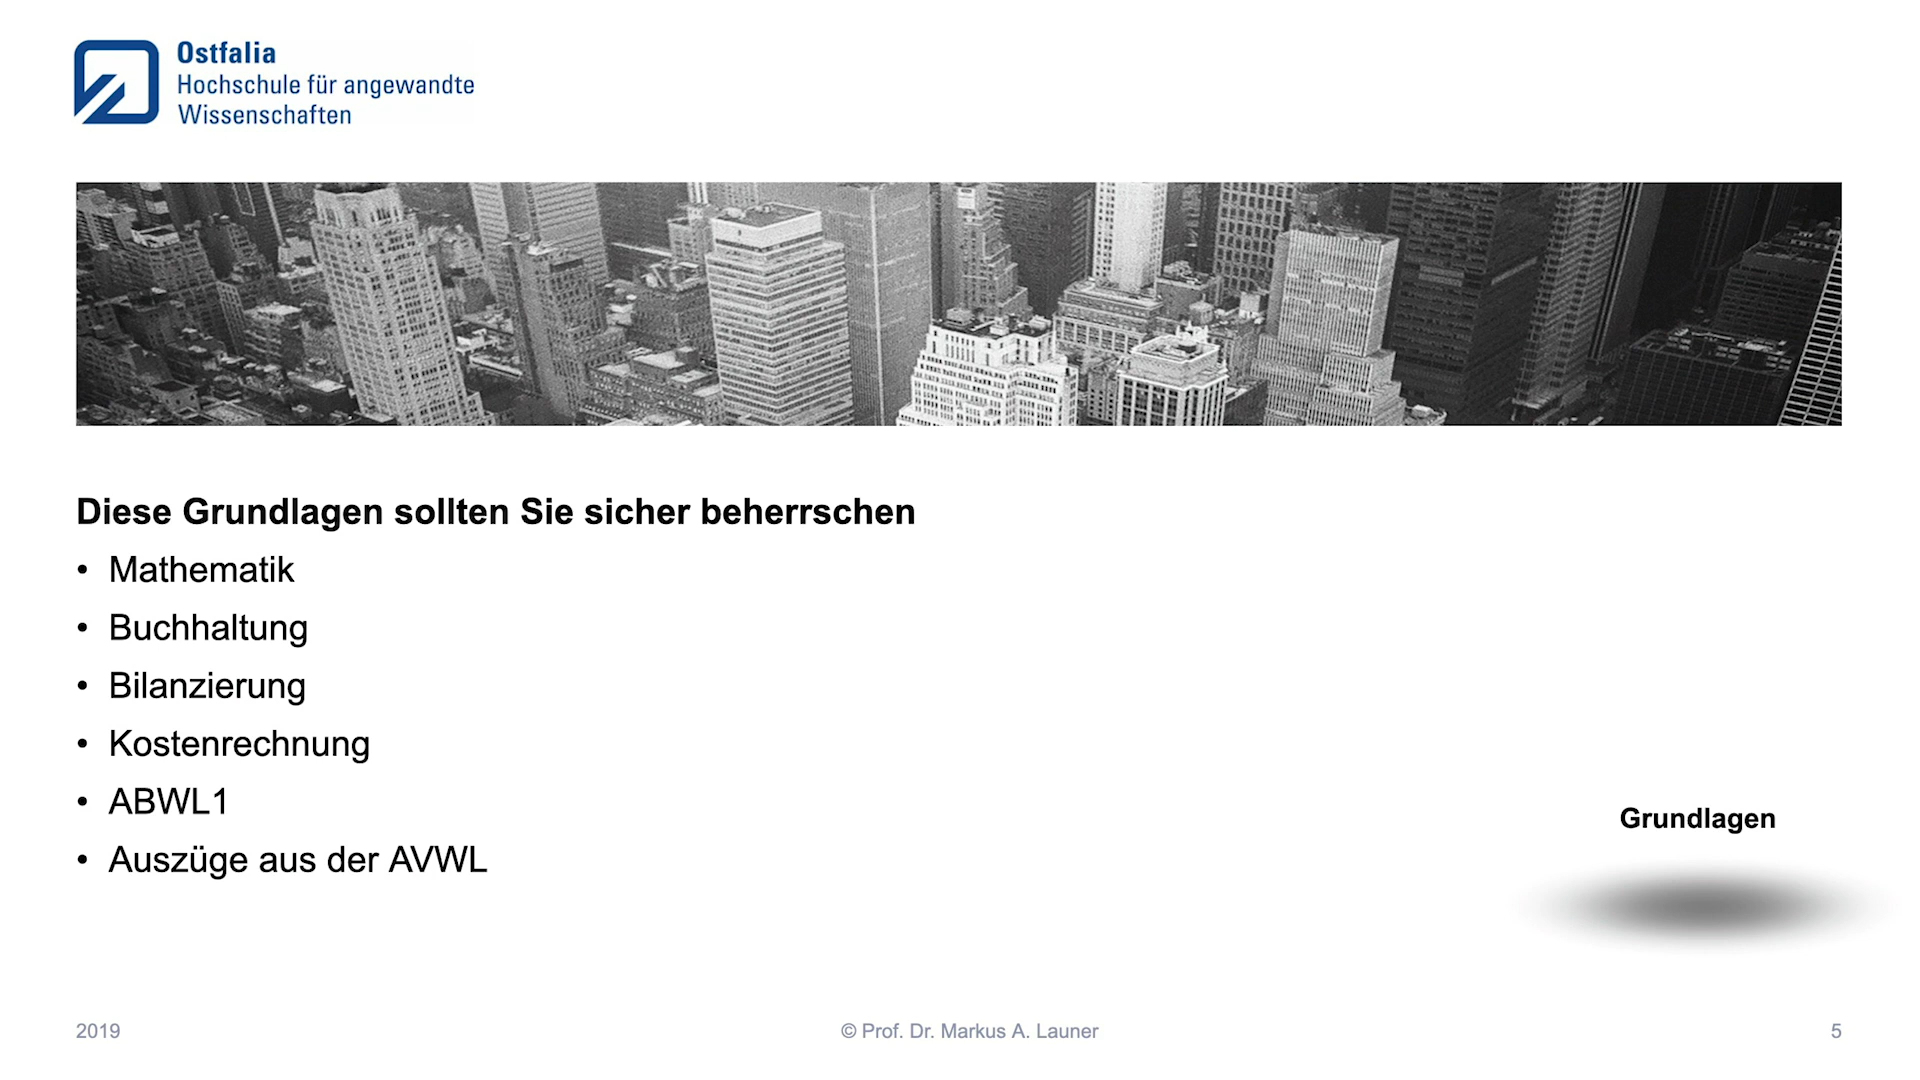 Ostfalia
Hochschule für angewandte
Wissenschaften
Diese Grundlagen sollten Sie sicher beherrschen
• Mathematik
• Buchhaltung
• Bilanzierung
• Kostenrechnung
• ABWL1
• Auszüge aus der AVWL
Grundlagen
2019
© Prof. Dr. Markus A. Launer
5